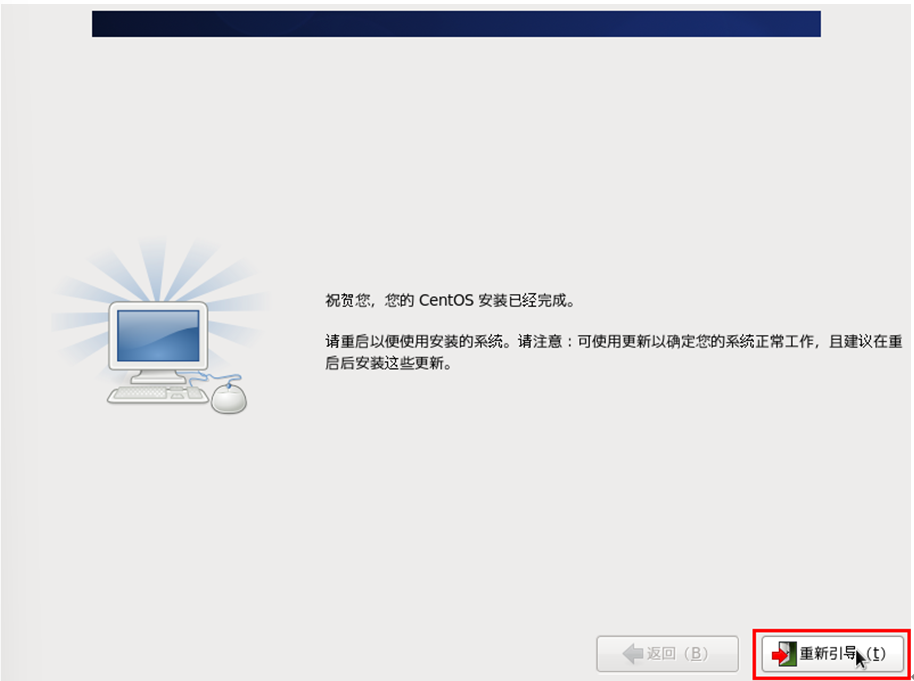 祝贺您，您的 CentOS 安装已经完成。
请重启以便使用安装的系统。请注意：可使用更新以确定您的系统正常工作，且建议在重
启后安装这些更新。
返回（B）
重新引导（t）